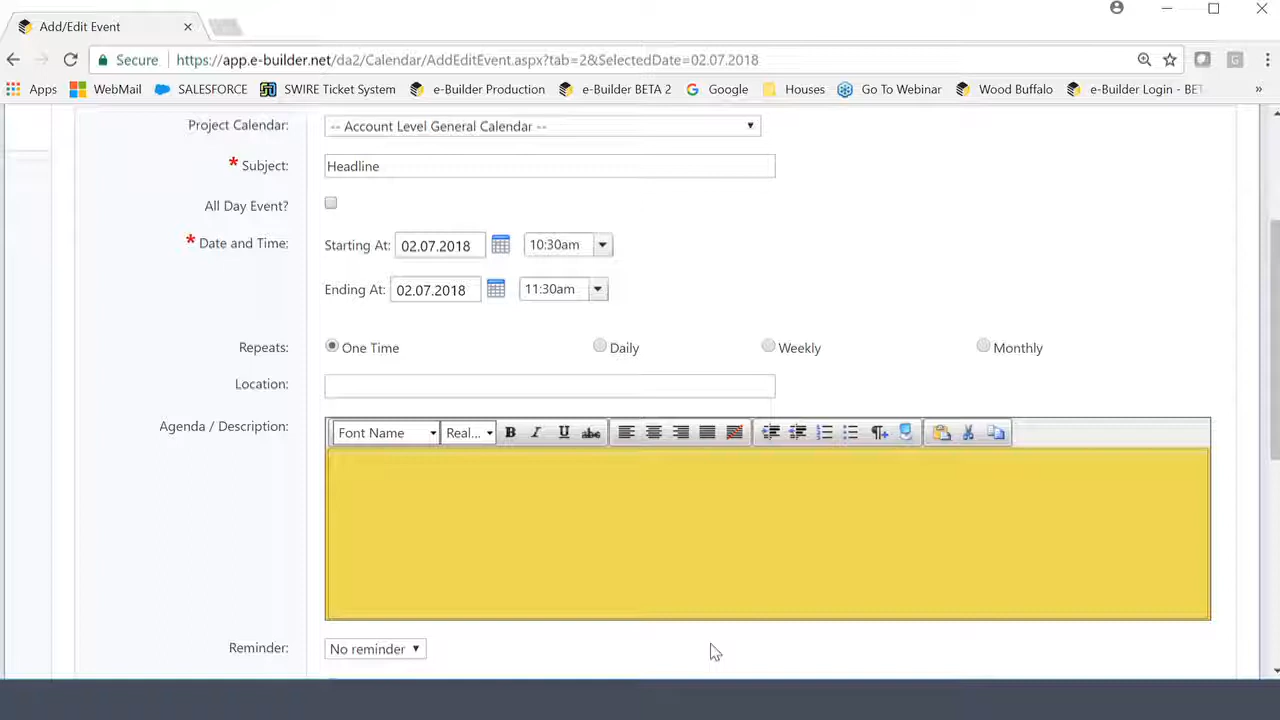 Add/Edit Event
Secure https://app.e-builder.net/da2/Calendar/AddEditEvent.aspx?tab=2&SelectedDate=02.07.2018
Apps WebMail SALESFORCE SWIRE Ticket System e-Builder Production e-Builder BETA 2 Google Houses Go To Webinar Wood Buffalo e-Builder Login - BET »
Project Calendar: -- Account Level General Calendar --
* Subject: Headline
All Day Event?
* Date and Time: Starting At: 02.07.2018 10:30am
Ending At: 02.07.2018 11:30am
Repeats: One Time Daily Weekly Monthly
Location:
Agenda / Description: Font Name Real... B I U abc
Reminder: No reminder